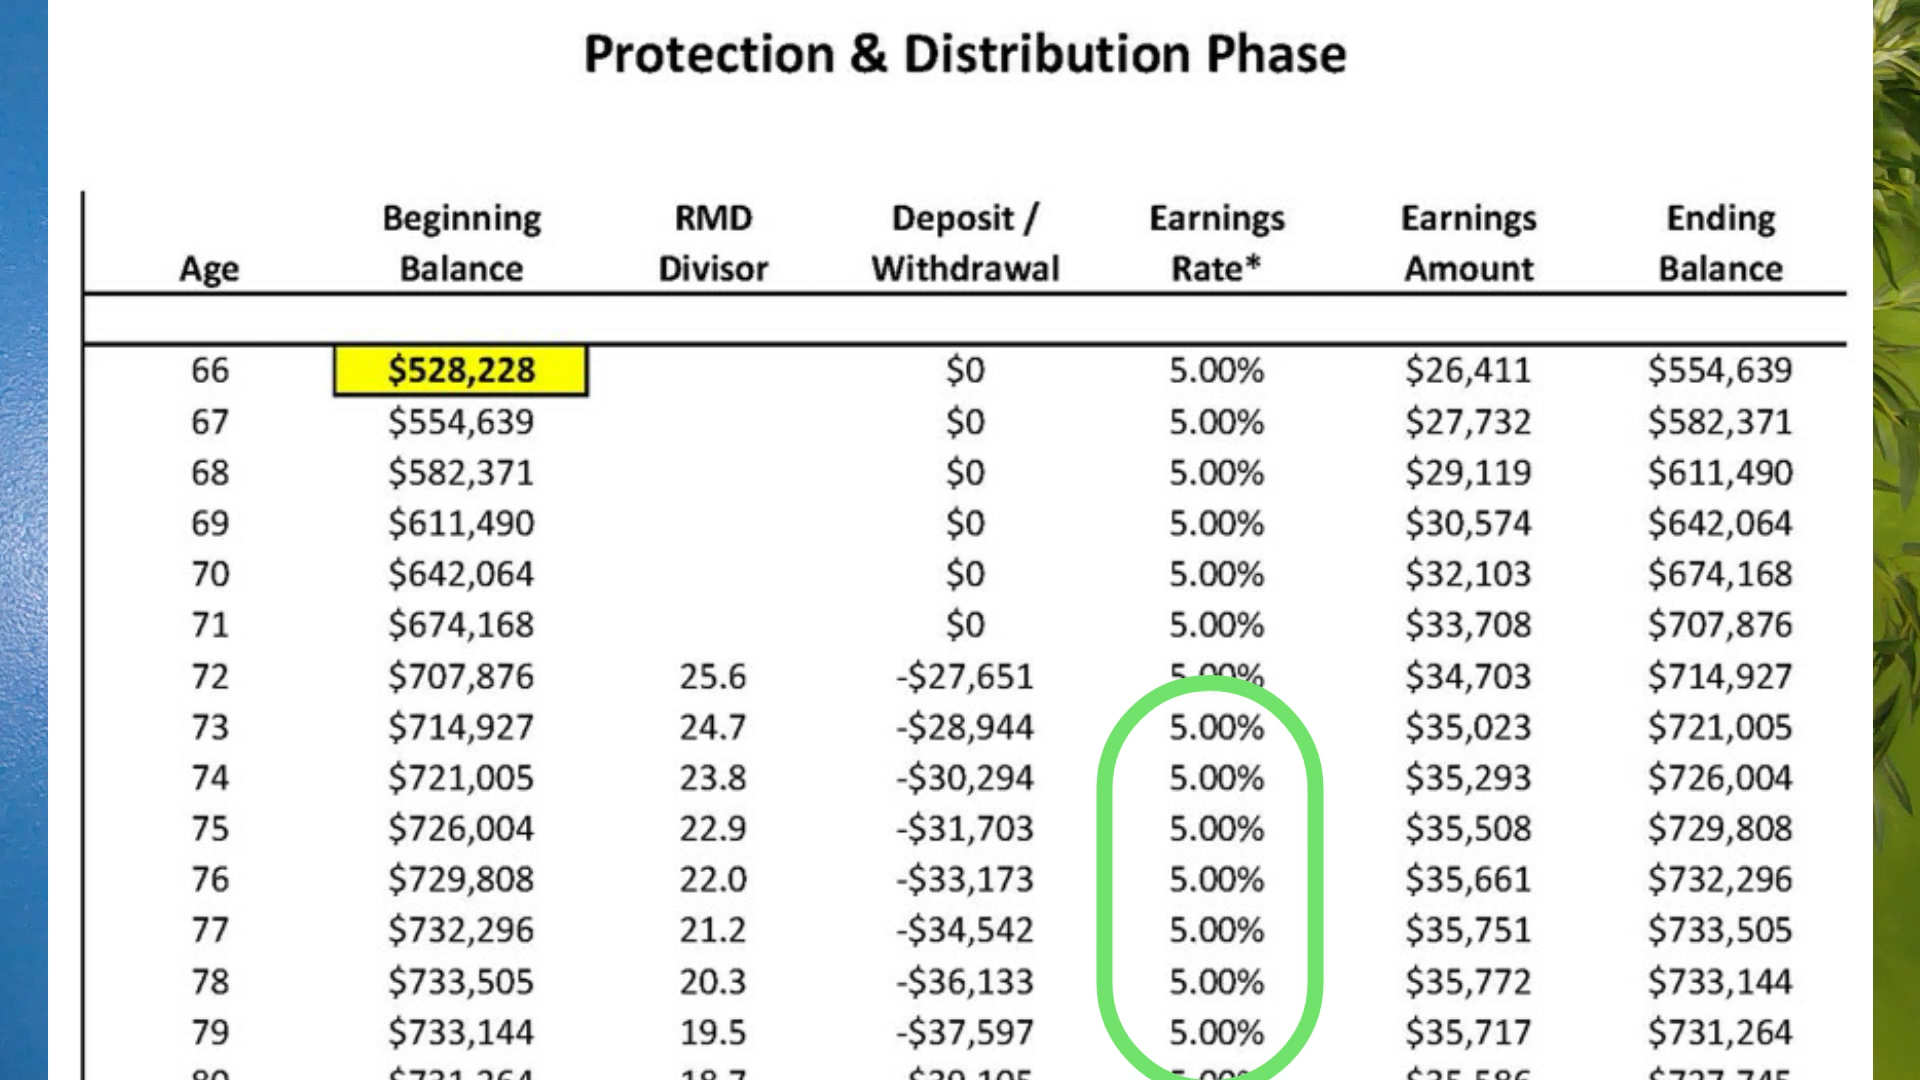 Protection & Distribution Phase
Beginning RMD Deposit / Earnings Earnings Ending
Age Balance Divisor Withdrawal Rate* Amount Balance
66 $528,228 $0 5.00% $26,411 $554,639
67 $554,639 $0 5.00% $27,732 $582,371
68 $582,371 $0 5.00% $29,119 $611,490
69 $611,490 $0 5.00% $30,574 $642,064
70 $642,064 $0 5.00% $32,103 $674,168
71 $674,168 $0 5.00% $33,708 $707,876
72 $707,876 25.6 -$27,651 5.00% $34,703 $714,927
73 $714,927 24.7 -$28,944 5.00% $35,023 $721,005
74 $721,005 23.8 -$30,294 5.00% $35,293 $726,004
75 $726,004 22.9 -$31,703 5.00% $35,508 $729,808
76 $729,808 22.0 -$33,173 5.00% $35,661 $732,296
77 $732,296 21.2 -$34,542 5.00% $35,751 $733,505
78 $733,505 20.3 -$36,133 5.00% $35,772 $733,144
79 $733,144 19.5 -$37,597 5.00% $35,717 $731,264